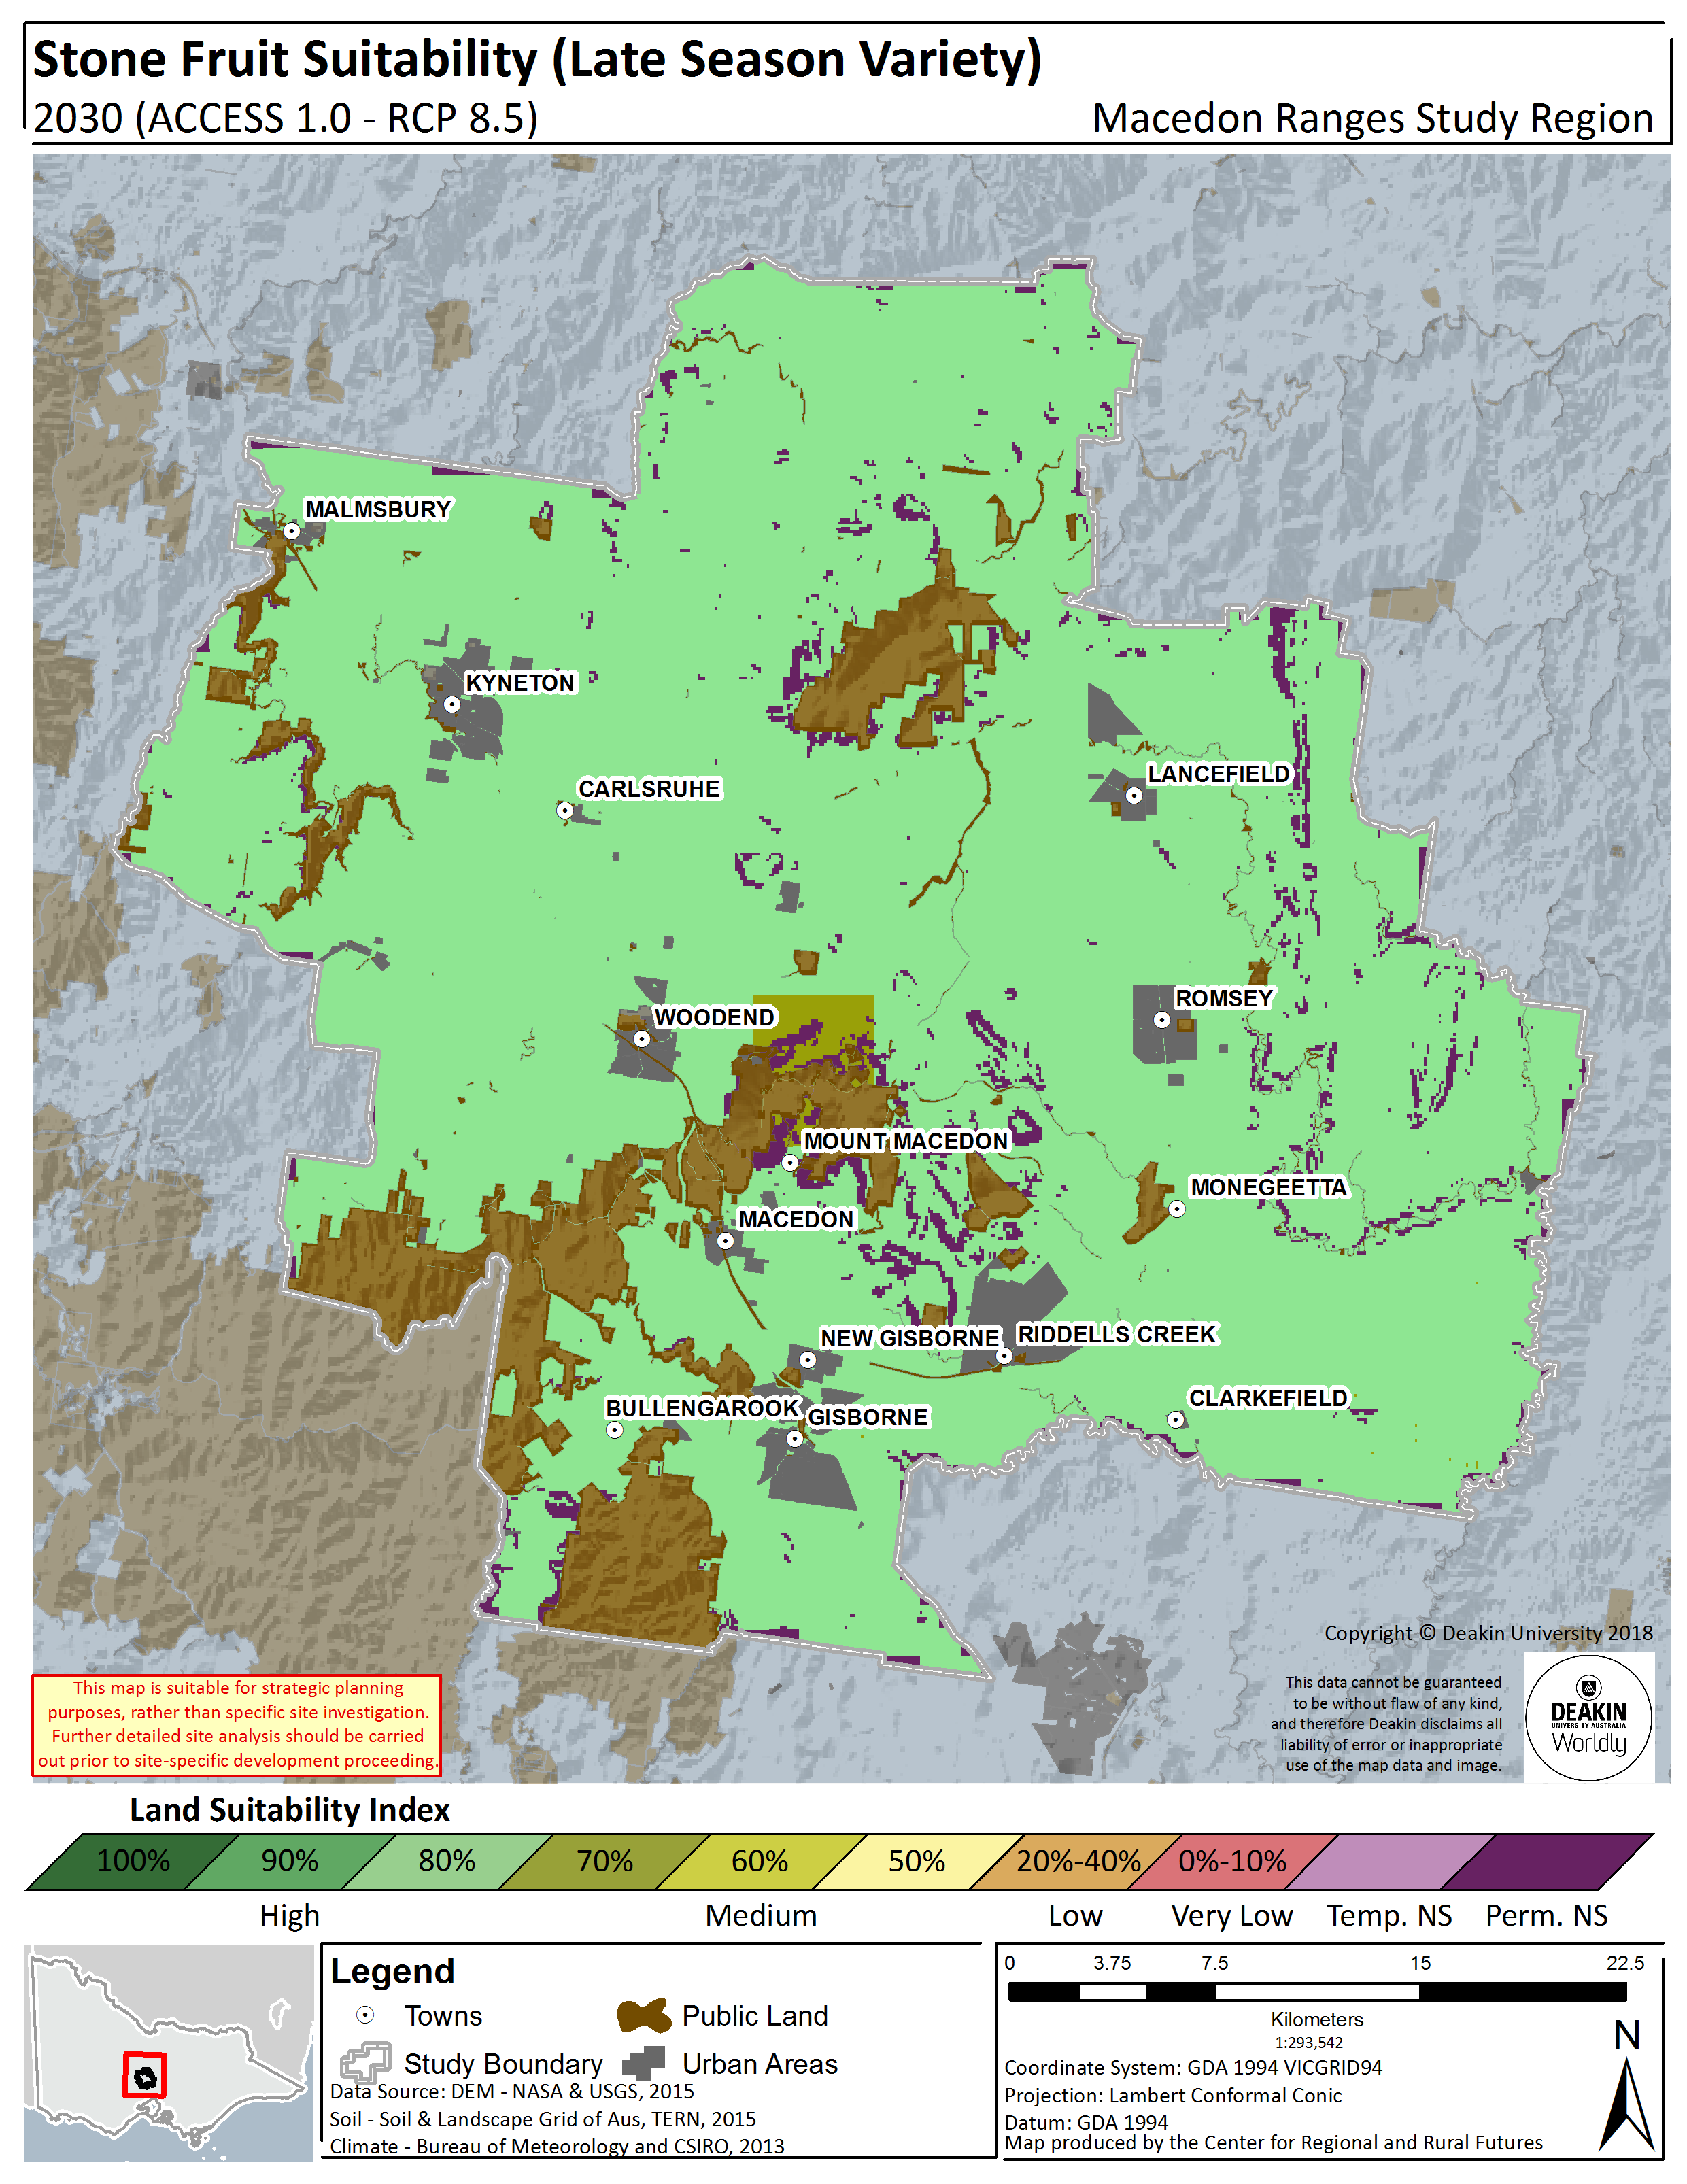 Stone Fruit Suitability (Late Season Variety)
2030 (ACCESS 1.0 - RCP 8.5)
Macedon Ranges Study Region
MALMSBURY
KYNETON
CARLSRUHE
LANCEFIELD
WOODEND
ROMSEY
MOUNT MACEDON
MONEGEETTA
MACEDON
NEW GISBORNE
RIDDELLS CREEK
CLARKEFIELD
BULLENGAROOK
GISBORNE
Copyright © Deakin University 2018
This data cannot be guaranteed
to be without flaw of any kind,
and therefore Deakin disclaims all
liability of error or inappropriate
use of the map data and image.
DEAKIN
UNIVERSITY AUSTRALIA
Worldly
This map is suitable for strategic planning
purposes, rather than specific site investigation.
Further detailed site analysis should be carried
out prior to site-specific development proceeding.
Land Suitability Index
100% 90% 80% 70% 60% 50% 20%-40% 0%-10%
High Medium Low Very Low Temp. NS Perm. NS
Legend
Towns
Public Land
Study Boundary
Urban Areas
Data Source: DEM - NASA & USGS, 2015
Soil - Soil & Landscape Grid of Aus, TERN, 2015
Climate - Bureau of Meteorology and CSIRO, 2013
0 3.75 7.5 15 22.5
Kilometers
1:293,542
N
Coordinate System: GDA 1994 VICGRID94
Projection: Lambert Conformal Conic
Datum: GDA 1994
Map produced by the Center for Regional and Rural Futures